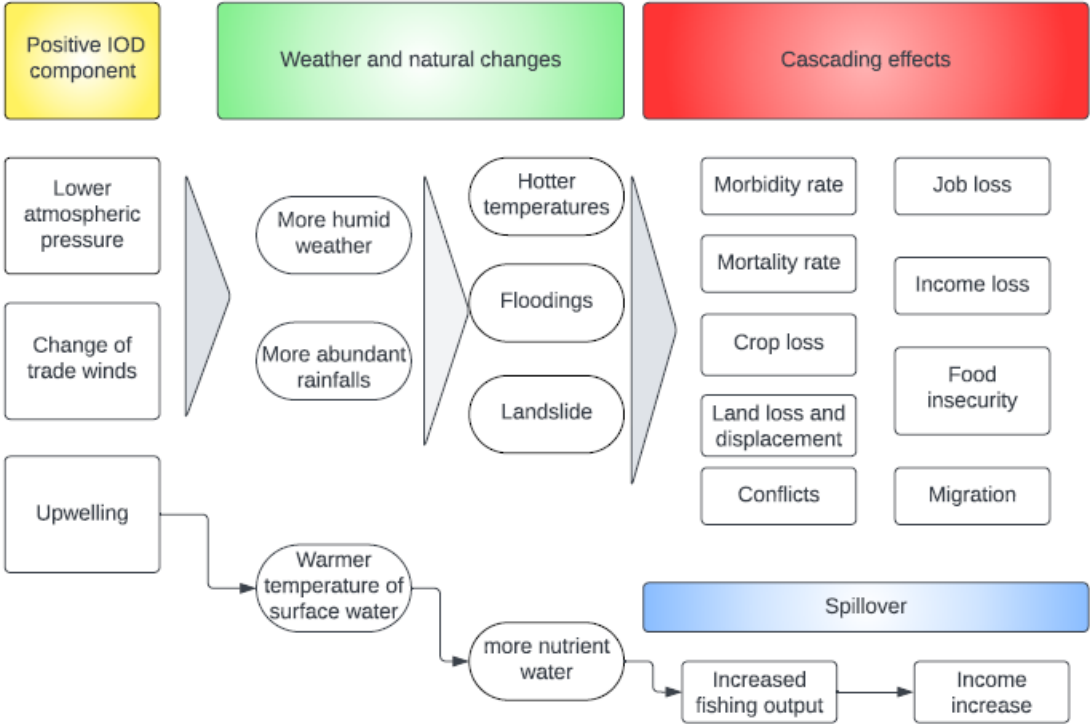 Positive IOD
component
Weather and natural changes
Cascading effects
Lower
atmospheric
pressure
Change of
trade winds
Upwelling
More humid
weather
More abundant
rainfalls
Hotter
temperatures
Floodings
Landslide
Morbidity rate
Mortality rate
Crop loss
Land loss and
displacement
Conflicts
Job loss
Income loss
Food
insecurity
Migration
Warmer
temperature of
surface water
more nutrient
water
Spillover
Increased
fishing output
Income
increase